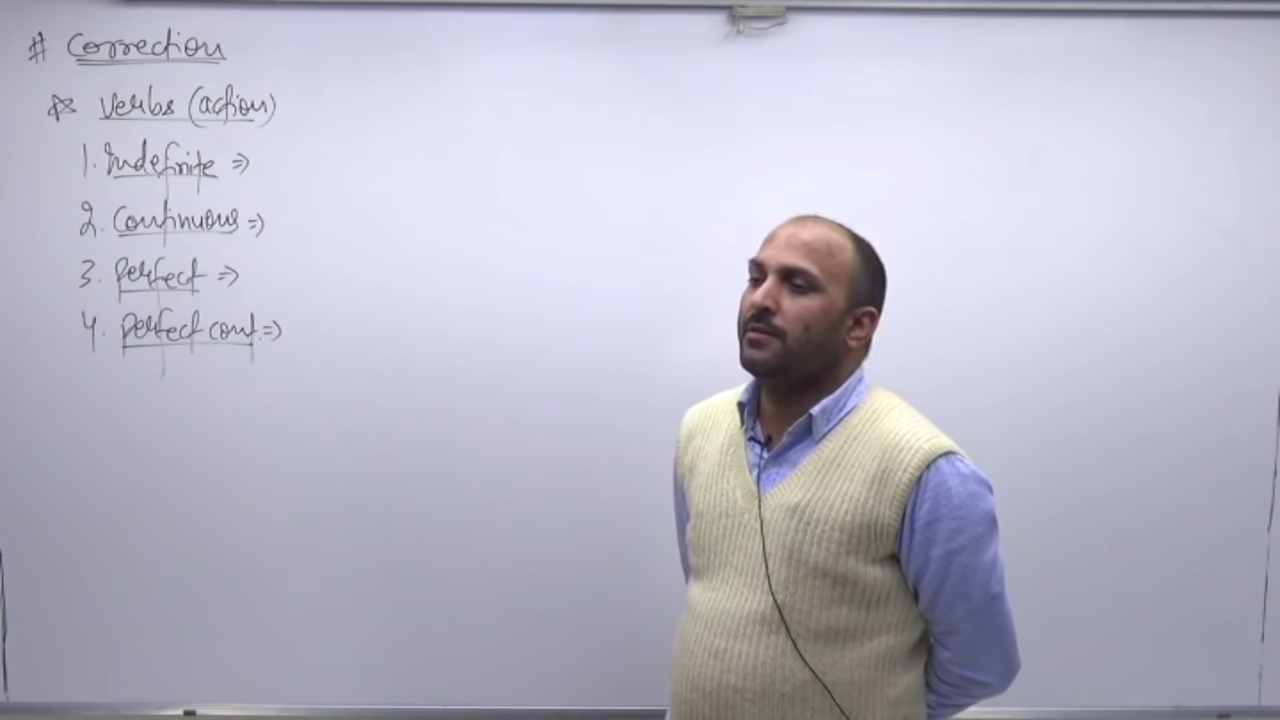 # Correction
☆ verbs (action)
1. Indefinite ⇒
2. Continuous ⇒
3. perfect ⇒
4. perfect cont. ⇒